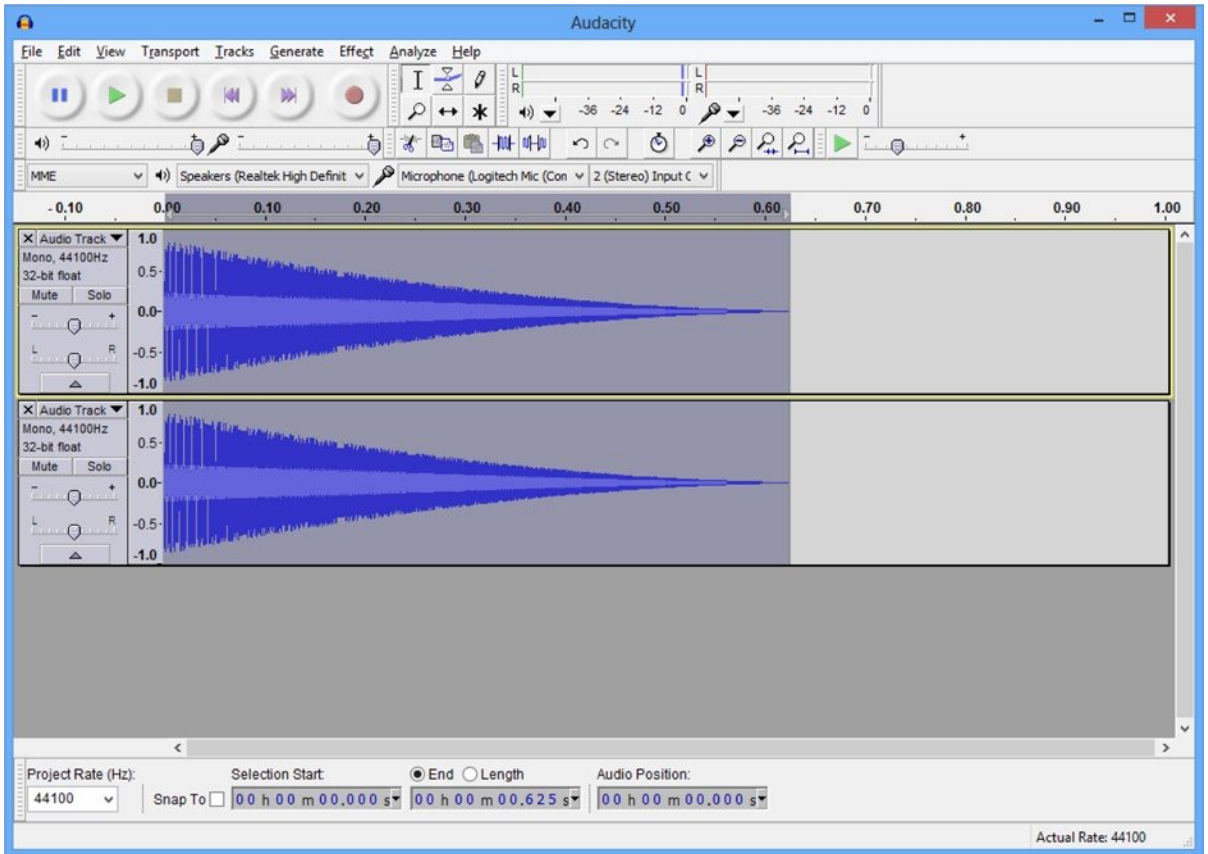 Audacity
File Edit View Transport Tracks Generate Effect Analyze Help
L
R
-36 -24 -12 0
L
R
-36 -24 -12 0
MME
Speakers (Realtek High Definit
Microphone (Logitech Mic (Con
2 (Stereo) Input C
- 0.10 0.00 0.10 0.20 0.30 0.40 0.50 0.60 0.70 0.80 0.90 1.00
X Audio Track
Mono, 44100Hz
32-bit float
Mute Solo
- +
L R
1.0
0.5-
0.0-
-0.5-
-1.0
X Audio Track
Mono, 44100Hz
32-bit float
Mute Solo
- +
L R
1.0
0.5-
0.0-
-0.5-
-1.0
Project Rate (Hz): Selection Start: End Length Audio Position:
44100 Snap To 00 h 00 m 00.000 s 00 h 00 m 00.625 s 00 h 00 m 00.000 s
Actual Rate: 44100